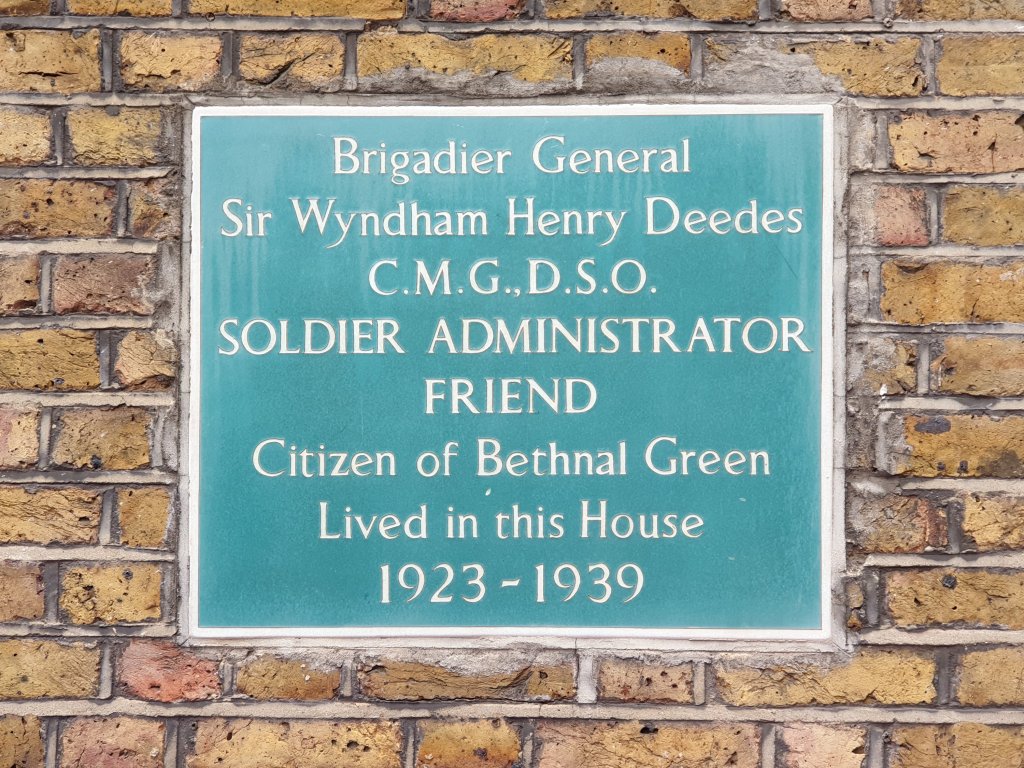 Brigadier General
Sir Wyndham Henry Deedes
C.M.G.,D.S.O.
SOLDIER ADMINISTRATOR
FRIEND
Citizen of Bethnal Green
Lived in this House
1923 - 1939